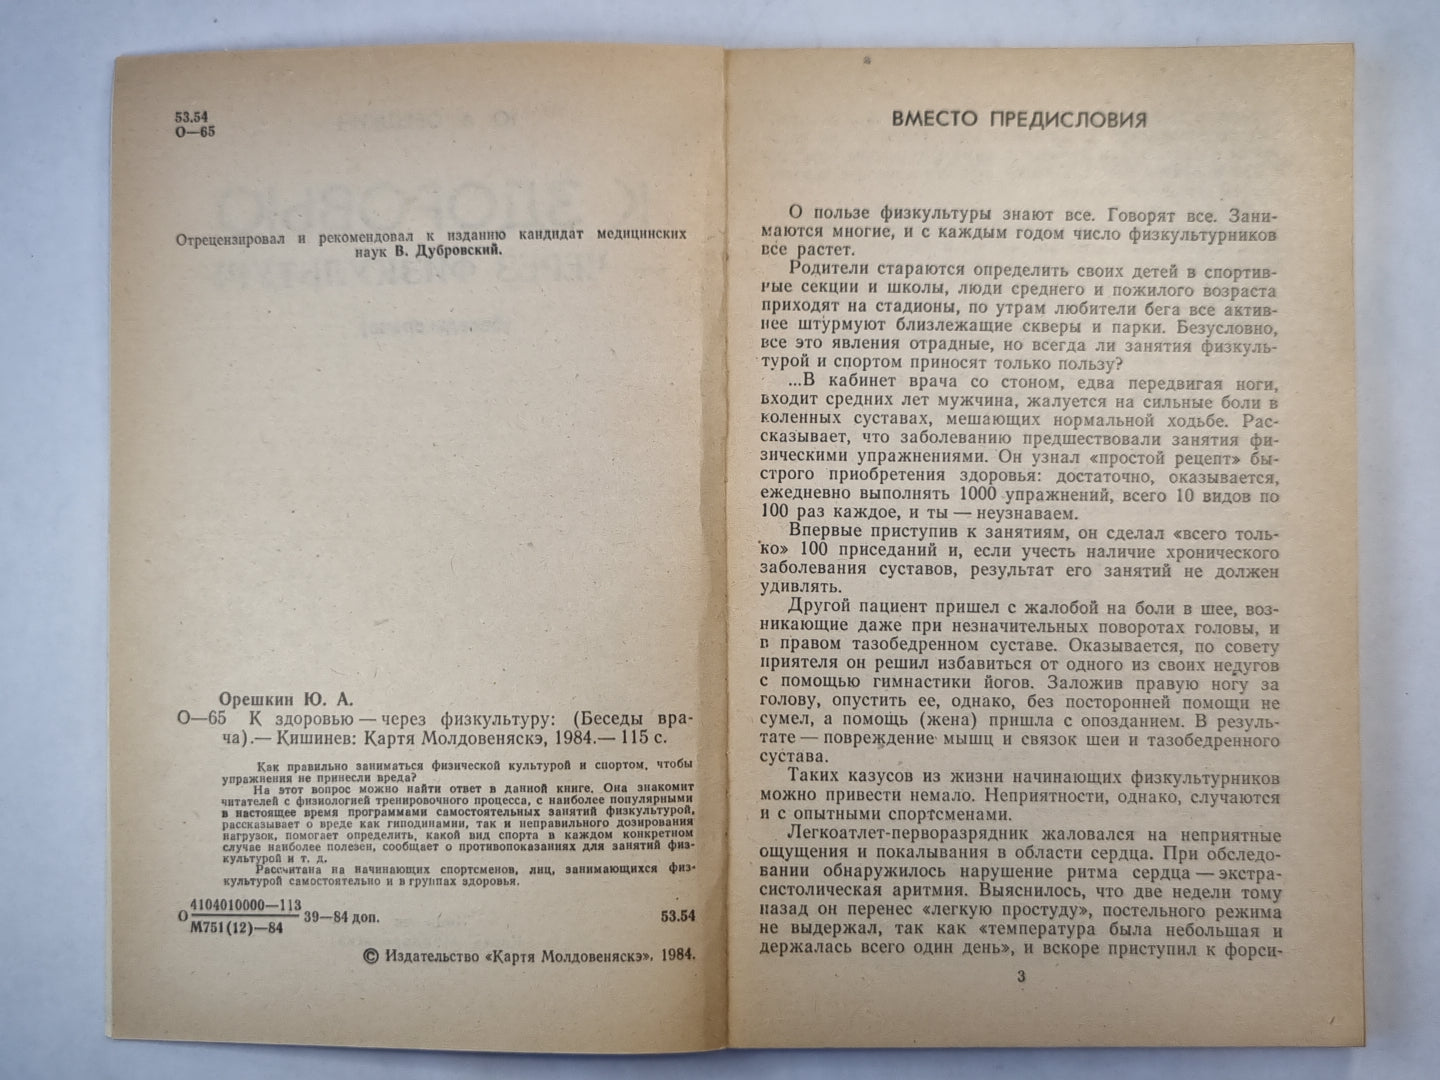 53.54
О—65
Отрецензировал и рекомендовал к изданию кандидат медицинских
наук В. Дубровский.
Орешкин Ю. А.
О—65 К здоровью — через физкультуру: (Беседы вра-
ча).— Кишинев: Картя Молдовеняскэ, 1984.— 115 с.
Как правильно заниматься физической культурой и спортом, чтобы
упражнения не принесли вреда?
На этот вопрос можно найти ответ в данной книге. Она знакомит
читателей с физиологией тренировочного процесса, с наиболее популярными
в настоящее время программами самостоятельных занятий физкультурой,
рассказывает о вреде как гиподинамии, так и неправильного дозирования
нагрузок, помогает определить, какой вид спорта в каждом конкретном
случае наиболее полезен, сообщает о противопоказаниях для занятий физ-
культурой и т. д.
Рассчитана на начинающих спортсменов, лиц, занимающихся физ-
культурой самостоятельно и в группах здоровья.
4104010000—113
О 39—84 доп. 53.54
М751(12)—84
© Издательство «Картя Молдовеняскэ», 1984.
ВМЕСТО ПРЕДИСЛОВИЯ
О пользе физкультуры знают все. Говорят все. Зани-
маются многие, и с каждым годом число физкультурников
все растет.
Родители стараются определить своих детей в спортив-
ные секции и школы, люди среднего и пожилого возраста
приходят на стадионы, по утрам любители бега все актив-
нее штурмуют близлежащие скверы и парки. Безусловно,
все это явления отрадные, но всегда ли занятия физкуль-
турой и спортом приносят только пользу?
...В кабинет врача со стоном, едва передвигая ноги,
входит средних лет мужчина, жалуется на сильные боли в
коленных суставах, мешающих нормальной ходьбе. Рас-
сказывает, что заболеванию предшествовали занятия фи-
зическими упражнениями. Он узнал «простой рецепт» бы-
строго приобретения здоровья: достаточно, оказывается,
ежедневно выполнять 1000 упражнений, всего 10 видов по
100 раз каждое, и ты — неузнаваем.
Впервые приступив к занятиям, он сделал «всего толь-
ко» 100 приседаний и, если учесть наличие хронического
заболевания суставов, результат его занятий не должен
удивлять.
Другой пациент пришел с жалобой на боли в шее, воз-
никающие даже при незначительных поворотах головы, и
в правом тазобедренном суставе. Оказывается, по совету
приятеля он решил избавиться от одного из своих недугов
с помощью гимнастики йогов. Заложив правую ногу за
голову, опустить ее, однако, без посторонней помощи не
сумел, а помощь (жена) пришла с опозданием. В резуль-
тате — повреждение мышц и связок шеи и тазобедренного
сустава.
Таких казусов из жизни начинающих физкультурников
можно привести немало. Неприятности, однако, случаются
и с опытными спортсменами.
Легкоатлет-перворазрядник жаловался на неприятные
ощущения и покалывания в области сердца. При обследо-
вании обнаружилось нарушение ритма сердца — экстра-
систолическая аритмия. Выяснилось, что две недели тому
назад он перенес «легкую простуду», постельного режима
не выдержал, так как «температура была небольшая и
держалась всего один день», и вскоре приступил к форси-
3